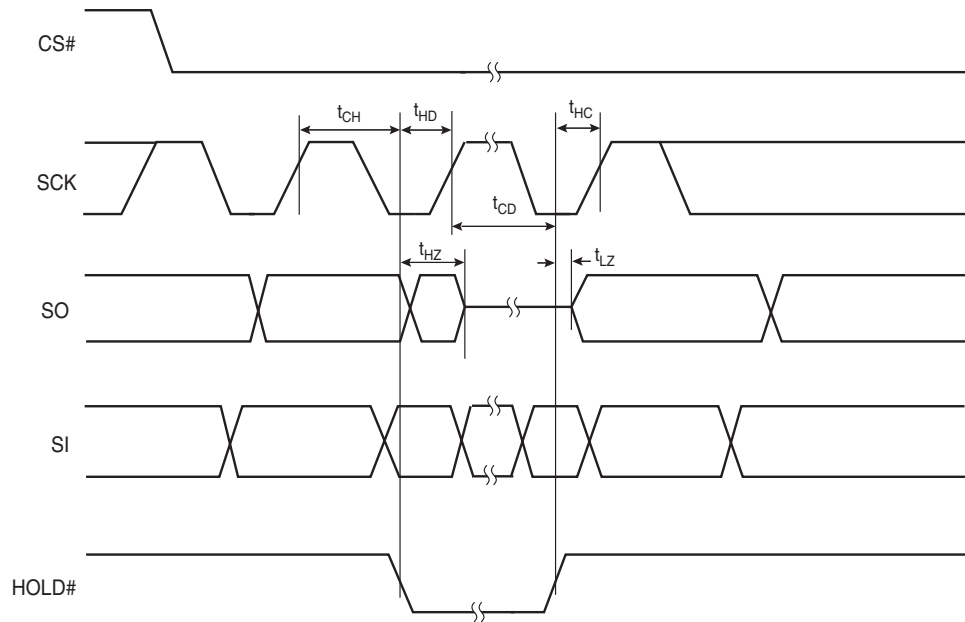 CS#
tCH
tHD
tHC
SCK
tCD
tHZ
tLZ
SO
SI
HOLD#